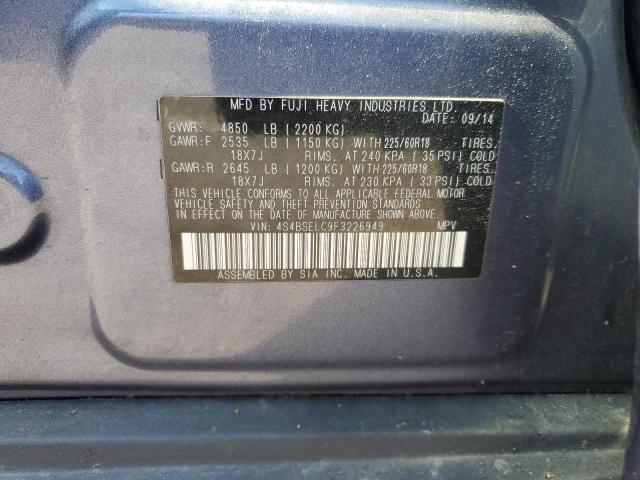 MFD BY FUJI HEAVY INDUSTRIES LTD.
DATE: 09/14
GVWR: 4850 LB (2200 KG)
GAWR:F 2535 LB (1150 KG) WITH 225/60R18 TIRES.
18X7J RIMS. AT 240 KPA (35 PSI) COLD
GAWR:R 2645 LB (1200 KG) WITH 225/60R18 TIRES.
18X7J RIMS. AT 230 KPA (33 PSI) COLD
THIS VEHICLE CONFORMS TO ALL APPLICABLE FEDERAL MOTOR
VEHICLE SAFETY AND THEFT PREVENTION STANDARDS
IN EFFECT ON THE DATE OF MANUFACTURE SHOWN ABOVE.
VIN: 4S4BSELC9F3226949 MPV
ASSEMBLED BY SIA INC. MADE IN U.S.A.